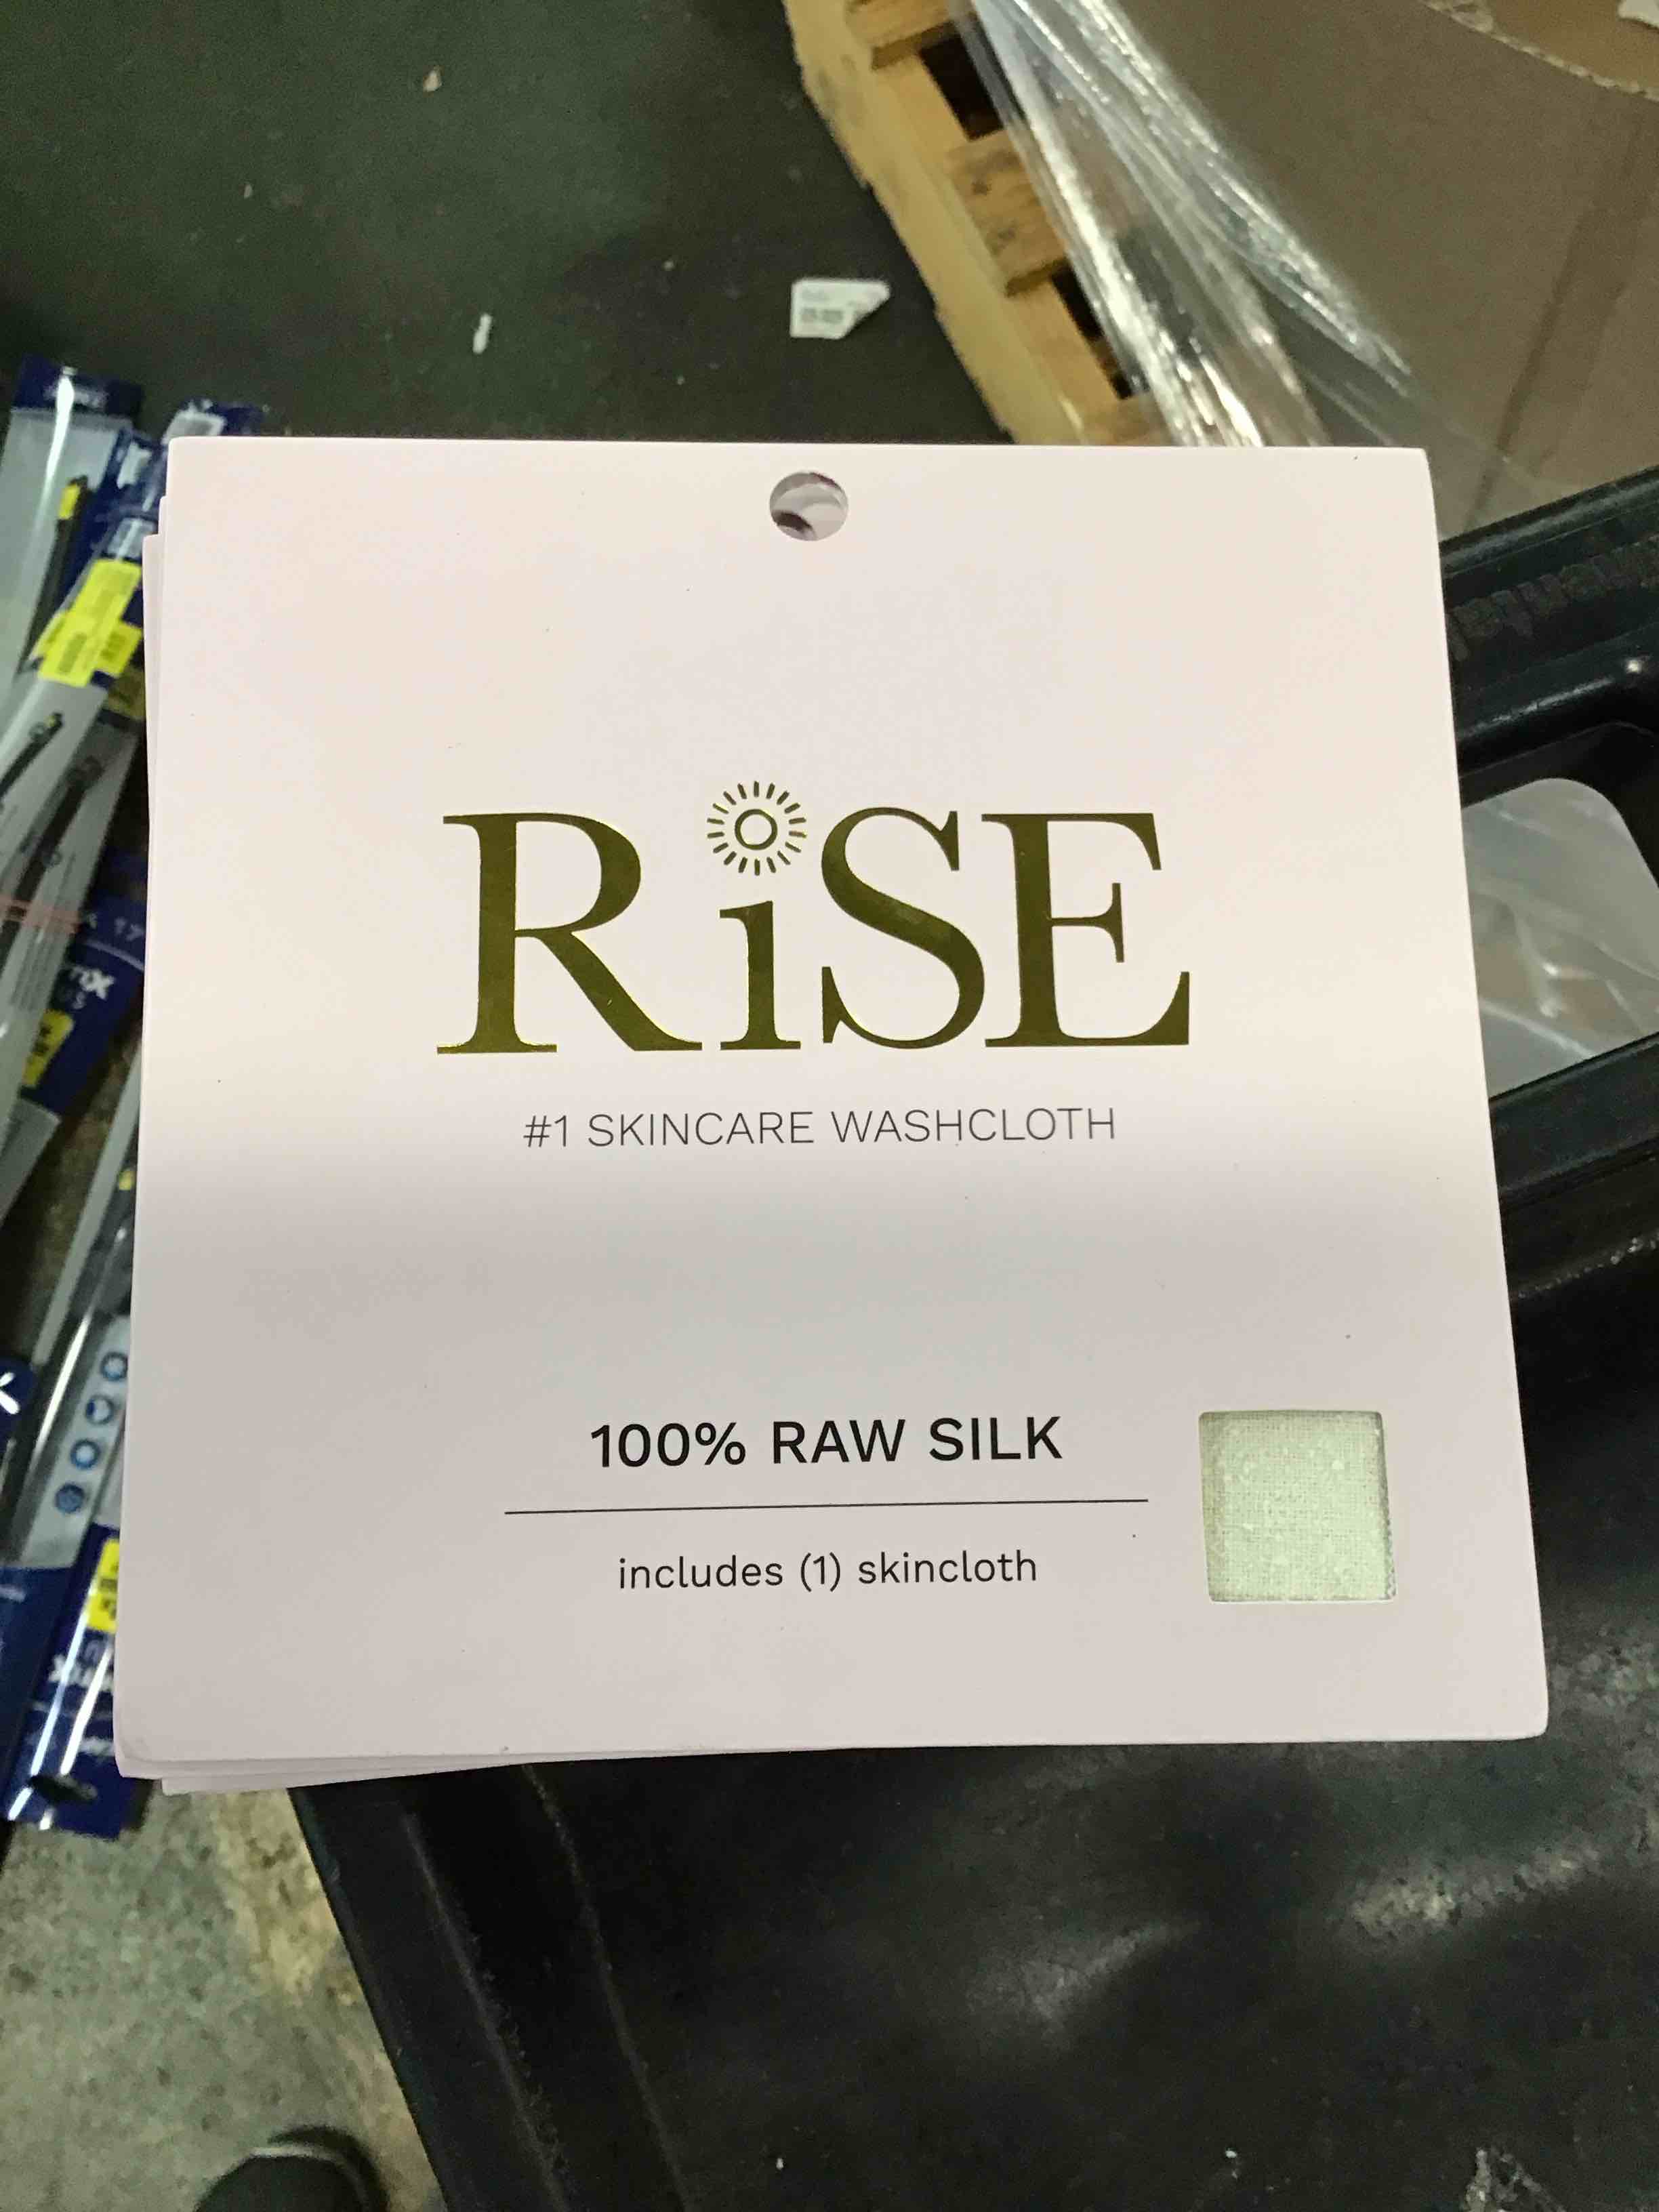 RiSE
#1 SKINCARE WASHCLOTH
100% RAW SILK
includes (1) skincloth